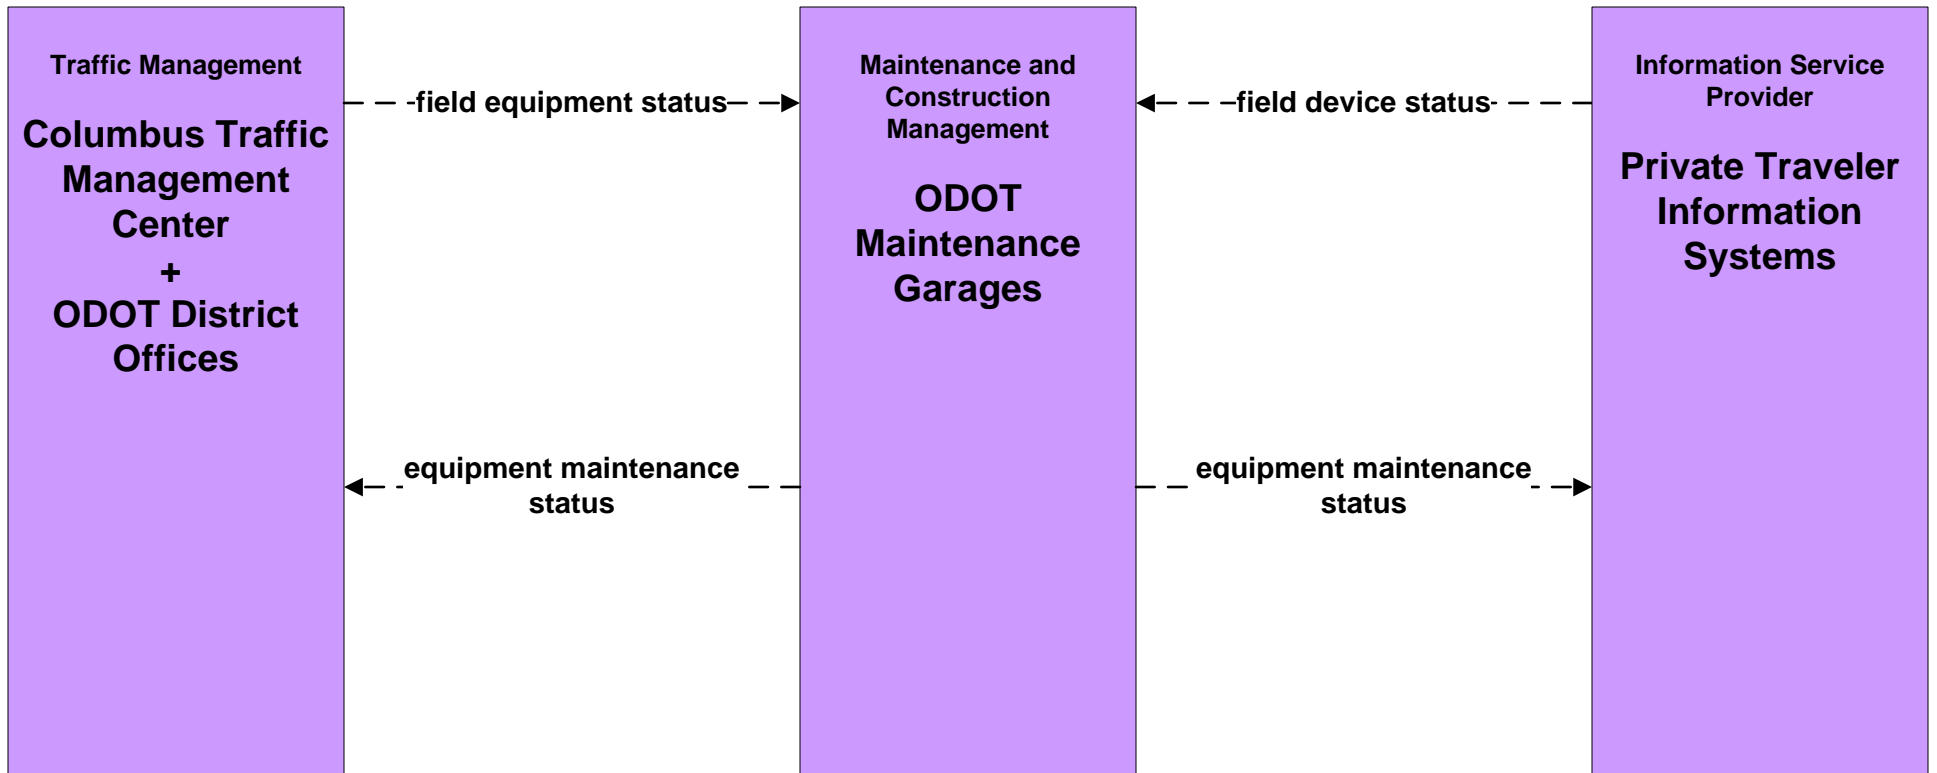 Traffic Management
Columbus Traffic
Management
Center
+
ODOT District
Offices
field equipment status
equipment maintenance
status
Maintenance and
Construction
Management
ODOT
Maintenance
Garages
field device status
equipment maintenance
status
Information Service
Provider
Private Traveler
Information
Systems